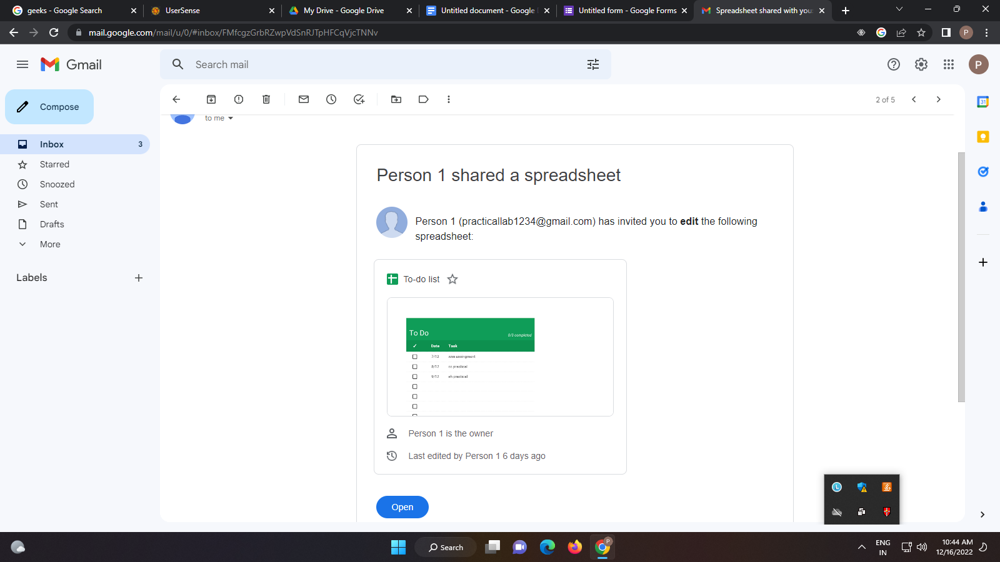 geeks - Google Search
UserSense
My Drive - Google Drive
Untitled document - Google
Untitled form - Google Forms
Spreadsheet shared with you:
mail.google.com/mail/u/0/#inbox/FMfcgzGrbRZwpVdSnRJTpHFCqVjcTNNv
P
Gmail
Search mail
P
Compose
2 of 5
to me
31
Inbox 3
Starred
Snoozed
Sent
Drafts
More
Labels
Person 1 shared a spreadsheet
Person 1 (practicallab1234@gmail.com) has invited you to edit the following
spreadsheet:
To-do list
To Do 0/3 completed
✓ Date Task
7/12 wsn assingment
8/12 cc practical
9/12 eh practical
Person 1 is the owner
Last edited by Person 1 6 days ago
Open
L
Search
P
ENG
IN
10:44 AM
12/16/2022